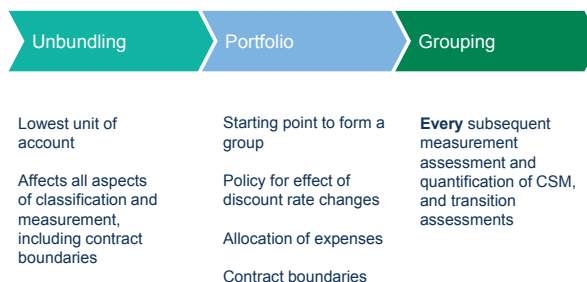 Unbundling
Portfolio
Grouping
Lowest unit of
account
Affects all aspects
of classification and
measurement,
including contract
boundaries
Starting point to form a
group
Policy for effect of
discount rate changes
Allocation of expenses
Contract boundaries
Every subsequent
measurement
assessment and
quantification of CSM,
and transition
assessments